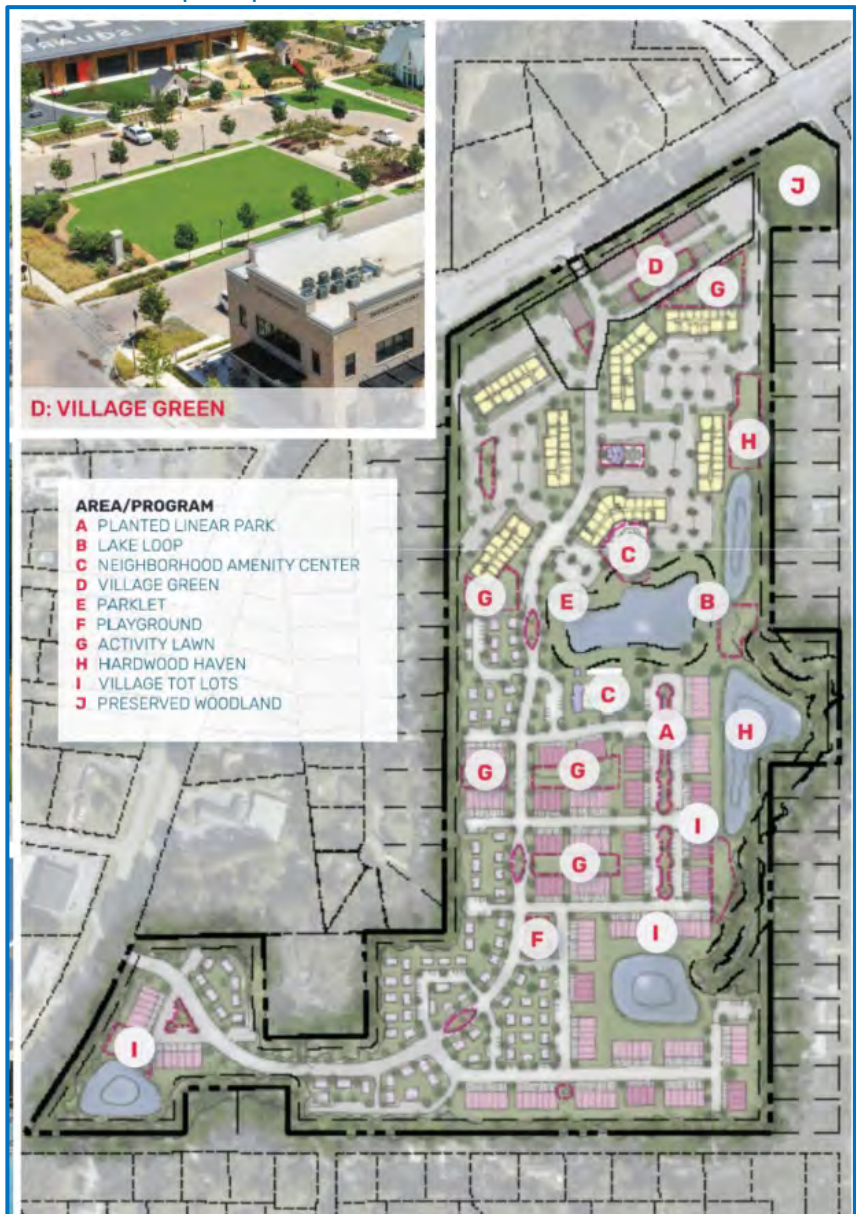 SQUARE
D: VILLAGE GREEN
J
D
G
H
AREA/PROGRAM
A PLANTED LINEAR PARK
B LAKE LOOP
C NEIGHBORHOOD AMENITY CENTER
D VILLAGE GREEN
E PARKLET
F PLAYGROUND
G ACTIVITY LAWN
H HARDWOOD HAVEN
I VILLAGE TOT LOTS
J PRESERVED WOODLAND
C
G
E
B
C
A
H
G
G
I
G
F
I
I